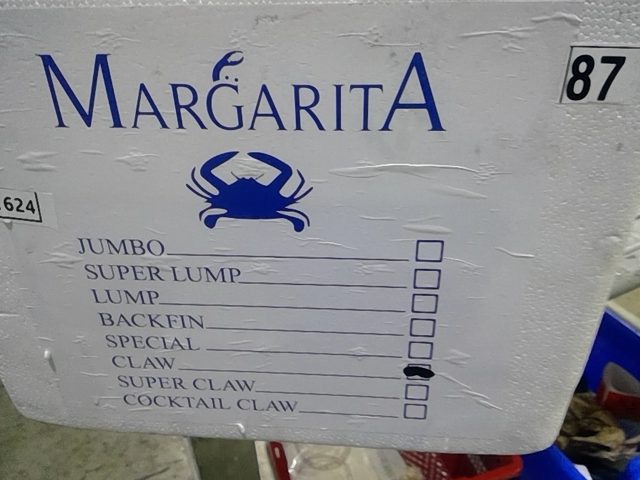 MARGARITA
87
624
JUMBO
SUPER LUMP
LUMP
BACKFIN
SPECIAL
CLAW
SUPER CLAW
COCKTAIL CLAW